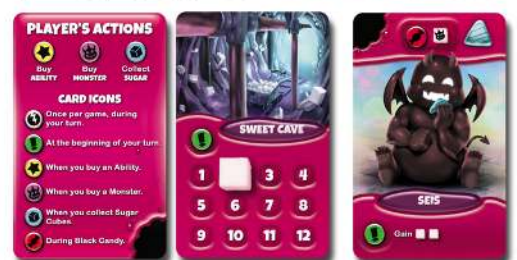 PLAYER'S ACTIONS
Buy Buy Collect
ABILITY MONSTER SUGAR
CARD ICONS
Once per game, during
your turn.
At the beginning of your turn.
When you buy an Ability.
When you buy a Monster.
When you collect Sugar
Cubes.
During Black Candy.
SWEET CAVE
1 3 4
5 6 7 8
9 10 11 12
SEIS
Gain